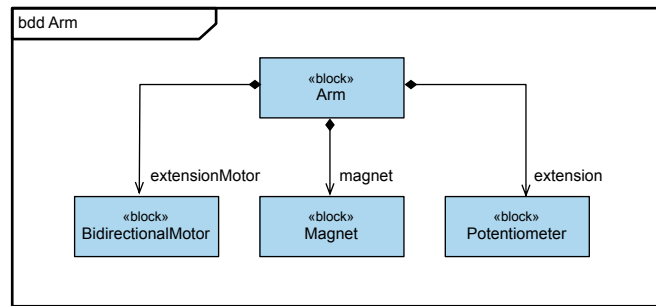 bdd Arm
«block»
Arm
extensionMotor
magnet
extension
«block»
BidirectionalMotor
«block»
Magnet
«block»
Potentiometer